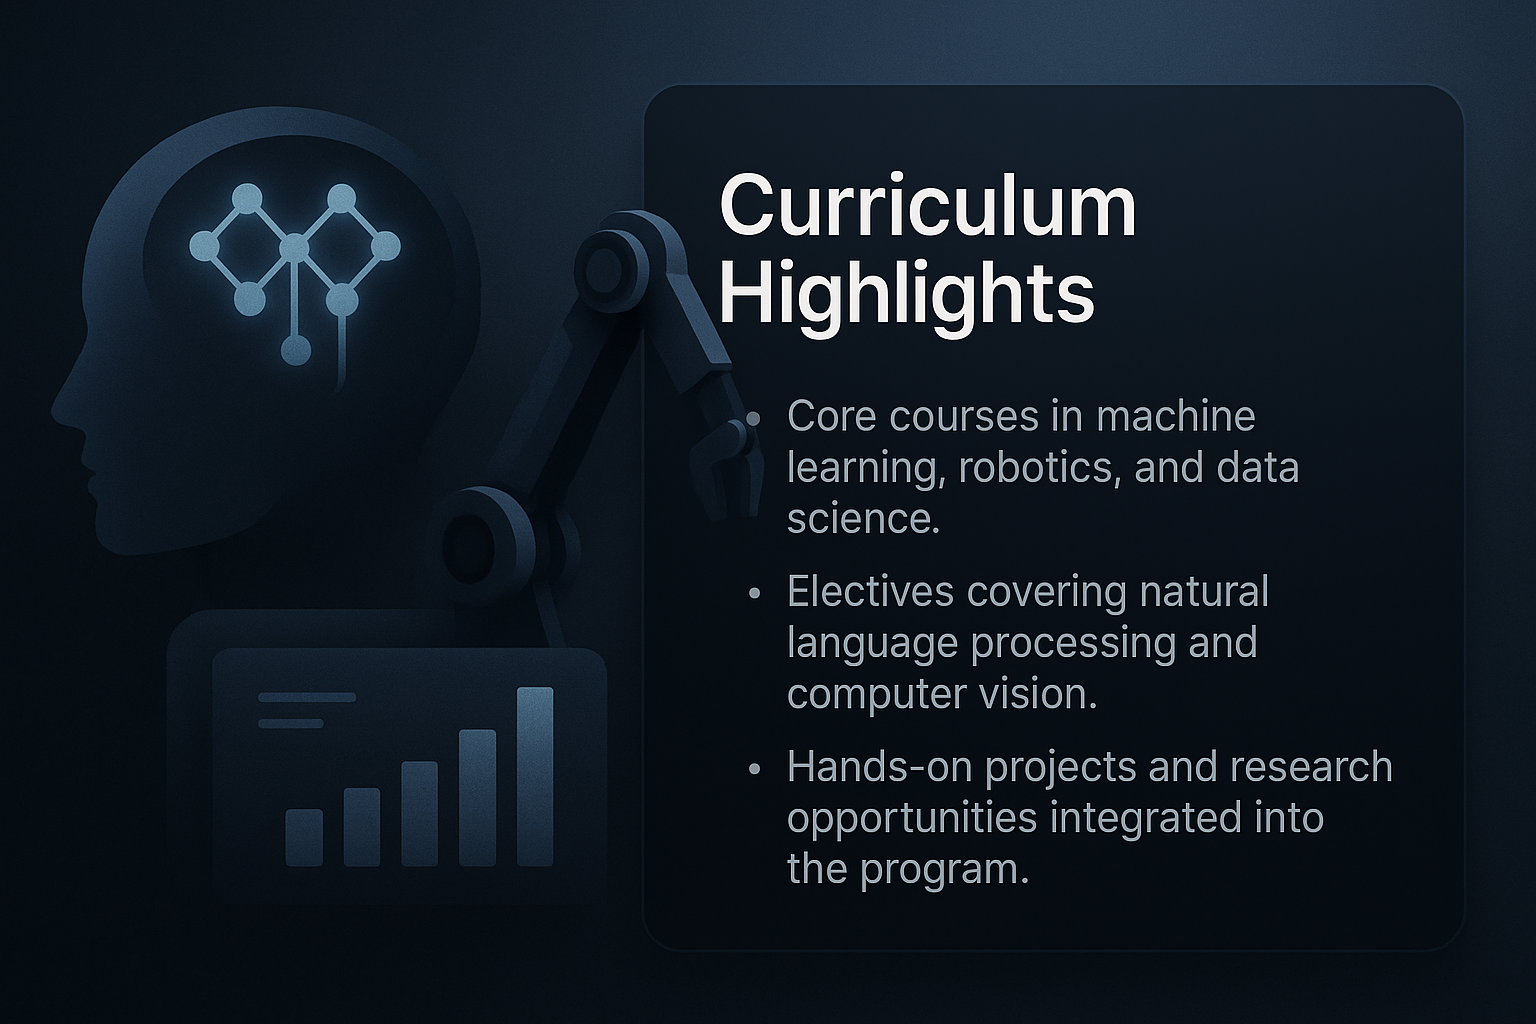 Curriculum
Highlights
• Core courses in machine
learning, robotics, and data
science.
• Electives covering natural
language processing and
computer vision.
• Hands-on projects and research
opportunities integrated into
the program.